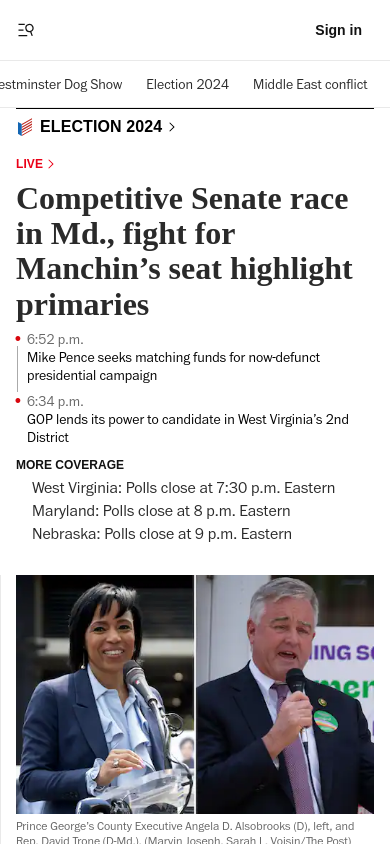 Sign in
estminster Dog Show Election 2024 Middle East conflict
ELECTION 2024
LIVE
Competitive Senate race
in Md., fight for
Manchin’s seat highlight
primaries
6:52 p.m.
Mike Pence seeks matching funds for now-defunct
presidential campaign
6:34 p.m.
GOP lends its power to candidate in West Virginia’s 2nd
District
MORE COVERAGE
West Virginia: Polls close at 7:30 p.m. Eastern
Maryland: Polls close at 8 p.m. Eastern
Nebraska: Polls close at 9 p.m. Eastern
NING SO
men
Prince George’s County Executive Angela D. Alsobrooks (D), left, and
Rep. David Trone (D-Md.). (Marvin Joseph, Sarah L. Voisin/The Post)